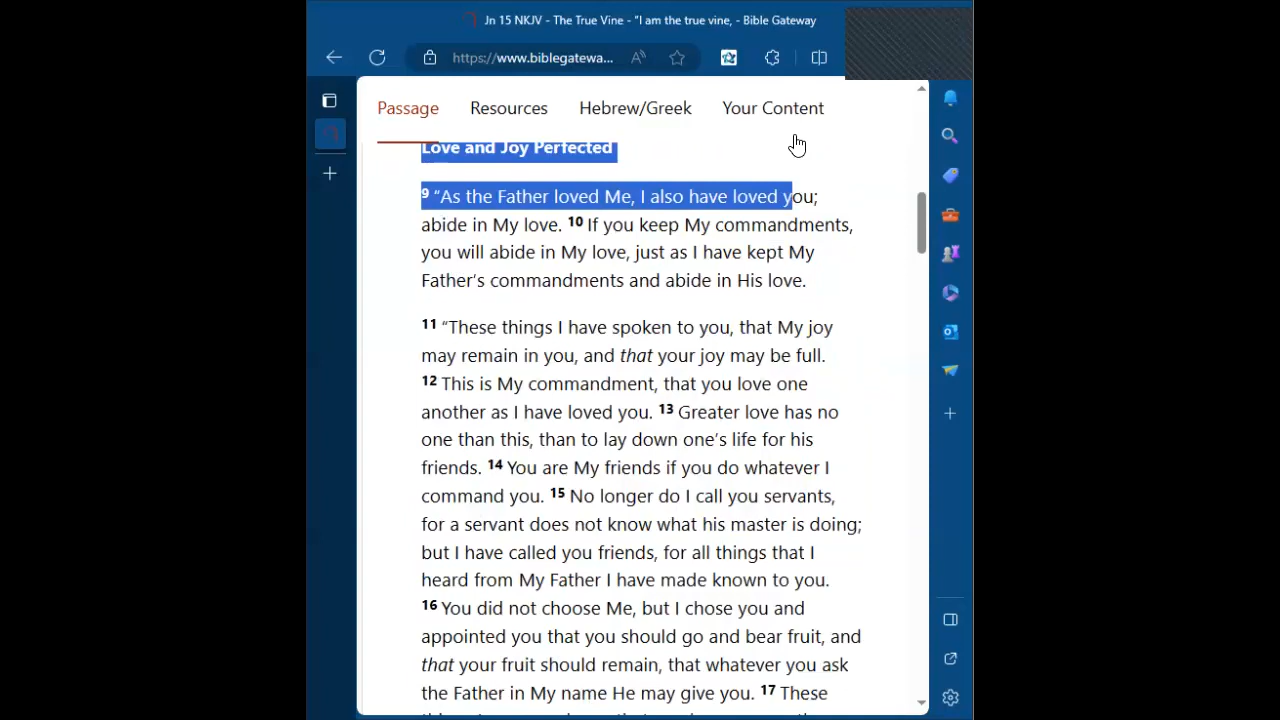 Jn 15 NKJV - The True Vine - “I am the true vine, - Bible Gateway
https://www.biblegatewa...
Passage Resources Hebrew/Greek Your Content
Love and Joy Perfected
9 “As the Father loved Me, I also have loved you;
abide in My love. 10 If you keep My commandments,
you will abide in My love, just as I have kept My
Father’s commandments and abide in His love.
11 “These things I have spoken to you, that My joy
may remain in you, and that your joy may be full.
12 This is My commandment, that you love one
another as I have loved you. 13 Greater love has no
one than this, than to lay down one’s life for his
friends. 14 You are My friends if you do whatever I
command you. 15 No longer do I call you servants,
for a servant does not know what his master is doing;
but I have called you friends, for all things that I
heard from My Father I have made known to you.
16 You did not choose Me, but I chose you and
appointed you that you should go and bear fruit, and
that your fruit should remain, that whatever you ask
the Father in My name He may give you. 17 These